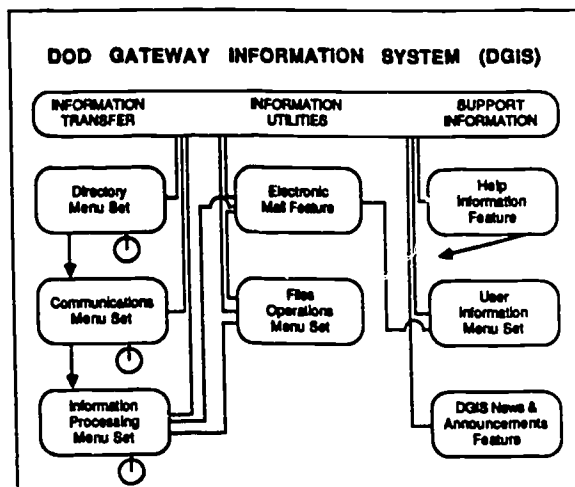 DOD GATEWAY INFORMATION SYSTEM (DGIS)
INFORMATION
TRANSFER
INFORMATION
UTILITIES
SUPPORT
INFORMATION
Directory
Menu Set
Electronic
Mail Feature
Help
Information
Feature
Communications
Menu Set
Files
Operations
Menu Set
User
Information
Menu Set
Information
Processing
Menu Set
DGIS News &
Announcements
Feature